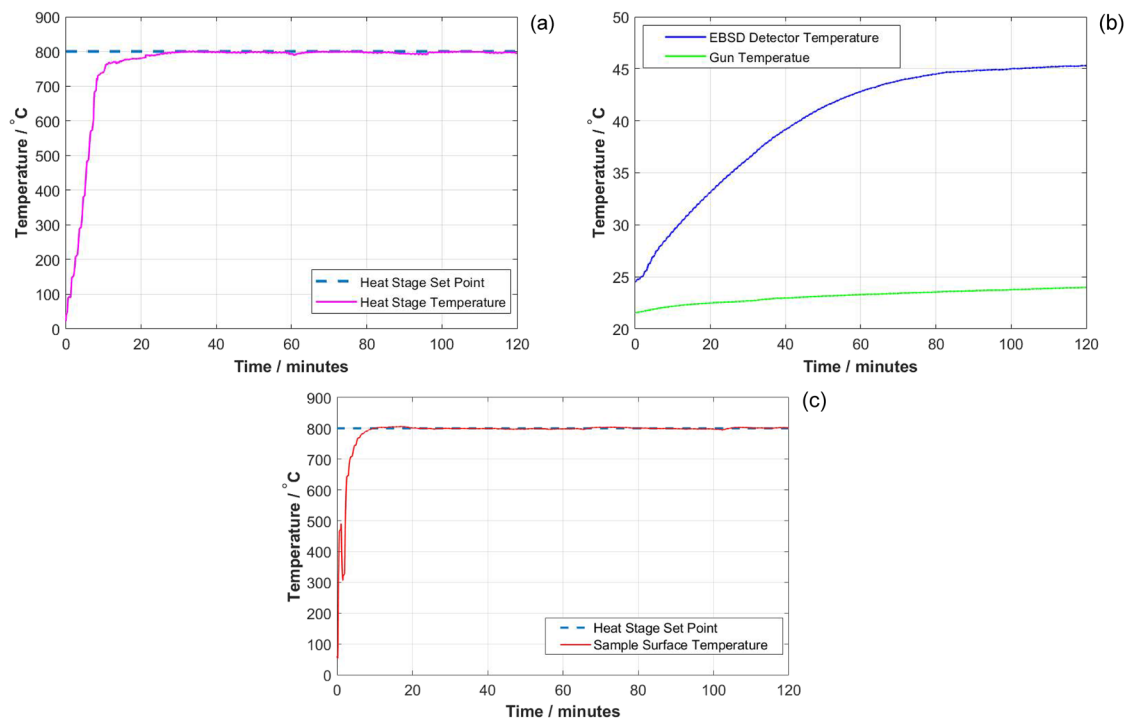 (a)
900
800
700
600
500
400
300
200
100
0
Temperature / °C
0 20 40 60 80 100 120
Time / minutes
Heat Stage Set Point
Heat Stage Temperature
(b)
50
45
40
35
30
25
20
Temperature / °C
0 20 40 60 80 100 120
Time / minutes
EBSD Detector Temperature
Gun Temperatue
(c)
900
800
700
600
500
400
300
200
100
0
Temperature / °C
0 20 40 60 80 100 120
Time / minutes
Heat Stage Set Point
Sample Surface Temperature